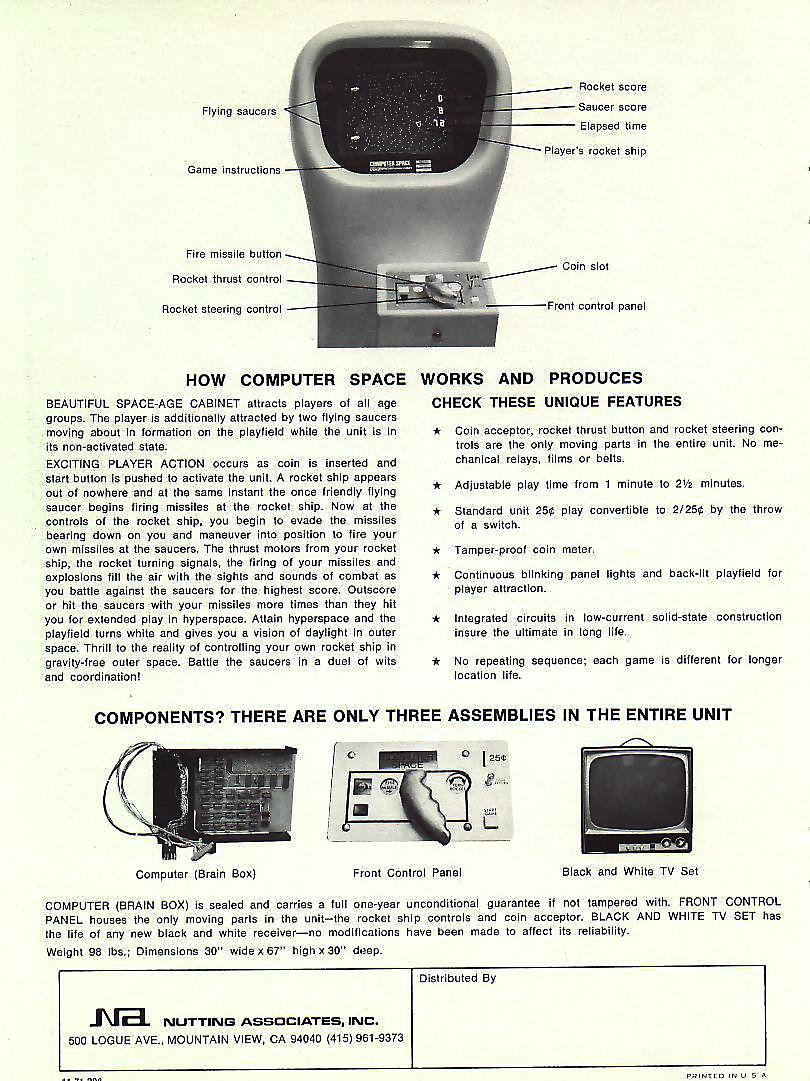 Flying saucers
Game instructions
Rocket score
Saucer score
Elapsed time
Player's rocket ship
COMPUTER SPACE
Fire missile button
Rocket thrust control
Rocket steering control
Coin slot
Front control panel
HOW COMPUTER SPACE WORKS AND PRODUCES
BEAUTIFUL SPACE-AGE CABINET attracts players of all age
groups. The player is additionally attracted by two flying saucers
moving about in formation on the playfield while the unit is in
its non-activated state.
EXCITING PLAYER ACTION occurs as coin is inserted and
start button is pushed to activate the unit. A rocket ship appears
out of nowhere and at the same instant the once friendly flying
saucer begins firing missiles at the rocket ship. Now at the
controls of the rocket ship, you begin to evade the missiles
bearing down on you and maneuver into position to fire your
own missiles at the saucers. The thrust motors from your rocket
ship, the rocket turning signals, the firing of your missiles and
explosions fill the air with the sights and sounds of combat as
you battle against the saucers for the highest score. Outscore
or hit the saucers with your missiles more times than they hit
you for extended play in hyperspace. Attain hyperspace and the
playfield turns white and gives you a vision of daylight in outer
space. Thrill to the reality of controlling your own rocket ship in
gravity-free outer space. Battle the saucers in a duel of wits
and coordination!
CHECK THESE UNIQUE FEATURES
★ Coin acceptor, rocket thrust button and rocket steering con-
trols are the only moving parts in the entire unit. No me-
chanical relays, films or belts.
★ Adjustable play time from 1 minute to 2½ minutes.
★ Standard unit 25¢ play convertible to 2/25¢ by the throw
of a switch.
★ Tamper-proof coin meter.
★ Continuous blinking panel lights and back-lit playfield for
player attraction.
★ Integrated circuits in low-current solid-state construction
insure the ultimate in long life.
★ No repeating sequence; each game is different for longer
location life.
COMPONENTS? THERE ARE ONLY THREE ASSEMBLIES IN THE ENTIRE UNIT
COMPUTER
SPACE
25¢
START
GAME
Computer (Brain Box)
Front Control Panel
Black and White TV Set
COMPUTER (BRAIN BOX) is sealed and carries a full one-year unconditional guarantee if not tampered with. FRONT CONTROL
PANEL houses the only moving parts in the unit—the rocket ship controls and coin acceptor. BLACK AND WHITE TV SET has
the life of any new black and white receiver—no modifications have been made to affect its reliability.
Weight 98 lbs.; Dimensions 30" wide x 67" high x 30" deep.
na NUTTING ASSOCIATES, INC.
500 LOGUE AVE., MOUNTAIN VIEW, CA 94040 (415) 961-9373
Distributed By
PRINTED IN U S A